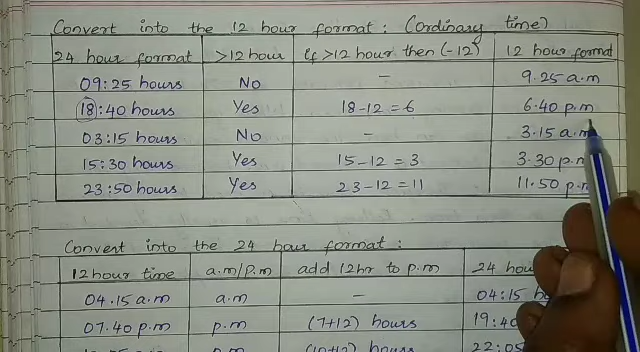 Convert into the 12 hour format: (ordinary time)
24 hour format >12 hour If >12 hour then (-12) 12 hour format
09:25 hours No - 9.25 a.m
18:40 hours Yes 18-12=6 6.40 p.m
03:15 hours No - 3.15 a.m
15:30 hours Yes 15-12=3 3.30 p.m
23:50 hours Yes 23-12=11 11.50 p.m
Convert into the 24 hour format:
12 hour time a.m/p.m add 12hr to p.m 24 hou
04.15 a.m a.m - 04:15 h
07.40 p.m p.m (7+12) hours 19:40
p.m (10+12) hours 22:05